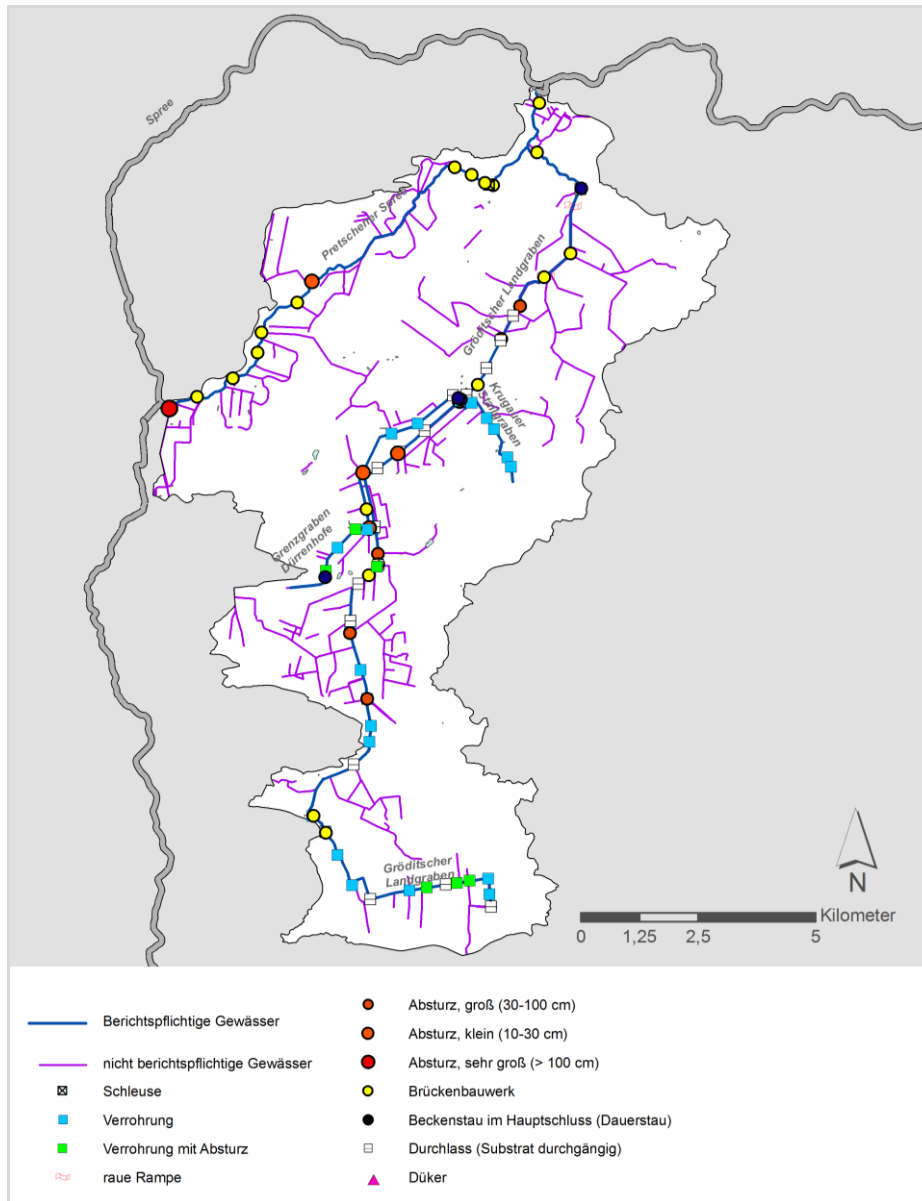 Spree
Pretschener Spree
Gröditscher Landgraben
Krugauer
Stallgraben
Grenzgraben
Dürrenhofe
Gröditscher
Landgraben
N
Kilometer
0 1,25 2,5 5
Berichtspflichtige Gewässer
nicht berichtspflichtige Gewässer
Schleuse
Verrohrung
Verrohrung mit Absturz
raue Rampe
Absturz, groß (30-100 cm)
Absturz, klein (10-30 cm)
Absturz, sehr groß (> 100 cm)
Brückenbauwerk
Beckenstau im Hauptschluss (Dauerstau)
Durchlass (Substrat durchgängig)
Düker